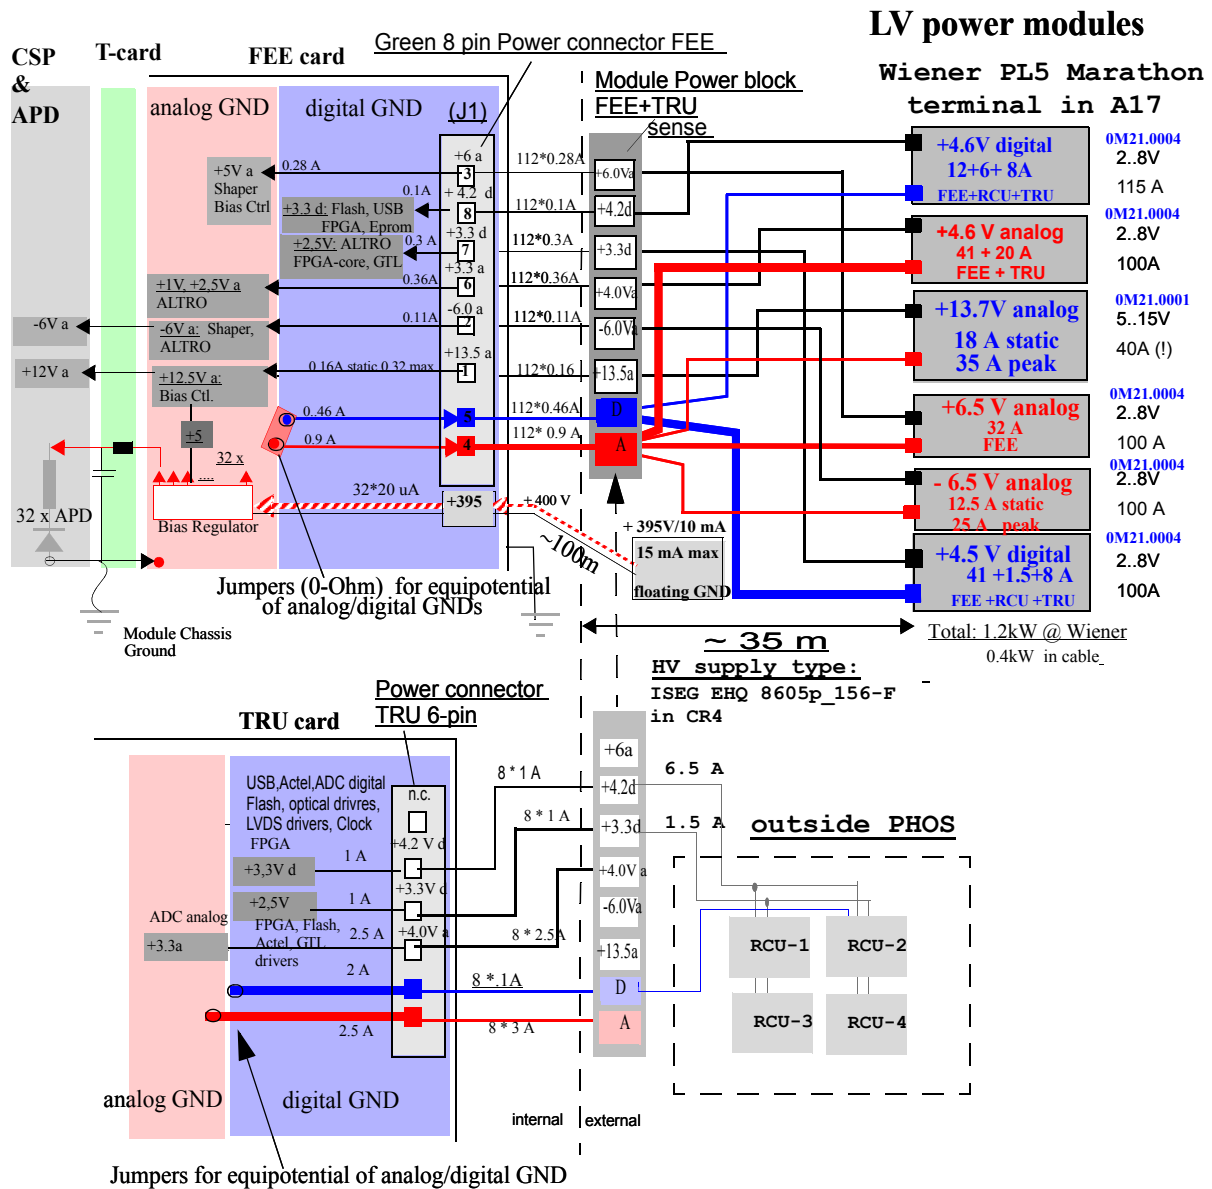 LV power modules
Wiener PL5 Marathon
terminal in A17
CSP
&
APD
T-card
FEE card
Green 8 pin Power connector FEE
Module Power block
FEE+TRU
sense
analog GND
digital GND
(J1)
+5V a
Shaper
Bias Ctrl
0.28 A
+6 a
3
112*0.28A
+6.0Va
0.1A
+3.3 d: Flash, USB
FPGA, Eprom
+ 4.2 d
8
112*0.1A
+4.2d
+2,5V: ALTRO
FPGA-core, GTL
0.3 A
+3.3 d
7
112*0.3A
+3.3d
+1V, +2,5V a
ALTRO
0.36A
+3.3 a
6
112*0.36A
+4.0Va
-6V a
-6V a: Shaper,
ALTRO
0.11A
-6.0 a
2
112*0.11A
-6.0Va
+12V a
+12.5V a:
Bias Ctl.
0.16A static 0.32 max
+13.5 a
1
112*0.16
+13.5a
0..46 A
5
112*0.46A
D
0.9 A
4
112* 0.9 A
A
+5
32 x
....
32*20 uA
+395
+ 400 V
Bias Regulator
32 x APD
~100m
+ 395V/10 mA
15 mA max
floating GND
Jumpers (0-Ohm) for equipotential
of analog/digital GNDs
Module Chassis
Ground
+4.6V digital
12+6+ 8A
FEE+RCU+TRU
0M21.0004
2..8V
115 A
+4.6 V analog
41 + 20 A
FEE + TRU
0M21.0004
2..8V
100A
+13.7V analog
18 A static
35 A peak
0M21.0001
5..15V
40A (!)
+6.5 V analog
32 A
FEE
0M21.0004
2..8V
100 A
- 6.5 V analog
12.5 A static
25 A peak
0M21.0004
2..8V
100 A
+4.5 V digital
41 +1.5+8 A
FEE +RCU +TRU
0M21.0004
2..8V
100A
~ 35 m
Total: 1.2kW @ Wiener
0.4kW in cable
HV supply type:
ISEG EHQ 8605p_156-F
in CR4
Power connector
TRU 6-pin
TRU card
USB,Actel,ADC digital
Flash, optical drivres,
LVDS drivers, Clock
FPGA
n.c.
+3,3V d
1 A
+4.2 V d
8 * 1 A
+2,5V
1 A
+3.3V d
8 * 1 A
FPGA, Flash,
Actel, GTL
drivers
ADC analog
+3.3a
2.5 A
+4.0V a
8 * 2.5A
2 A
8 *.1A
2.5 A
8 * 3 A
+6a
+4.2d
+3.3d
+4.0V a
-6.0Va
+13.5a
D
A
6.5 A
1.5 A
outside PHOS
RCU-1
RCU-2
RCU-3
RCU-4
analog GND
digital GND
internal
external
Jumpers for equipotential of analog/digital GND